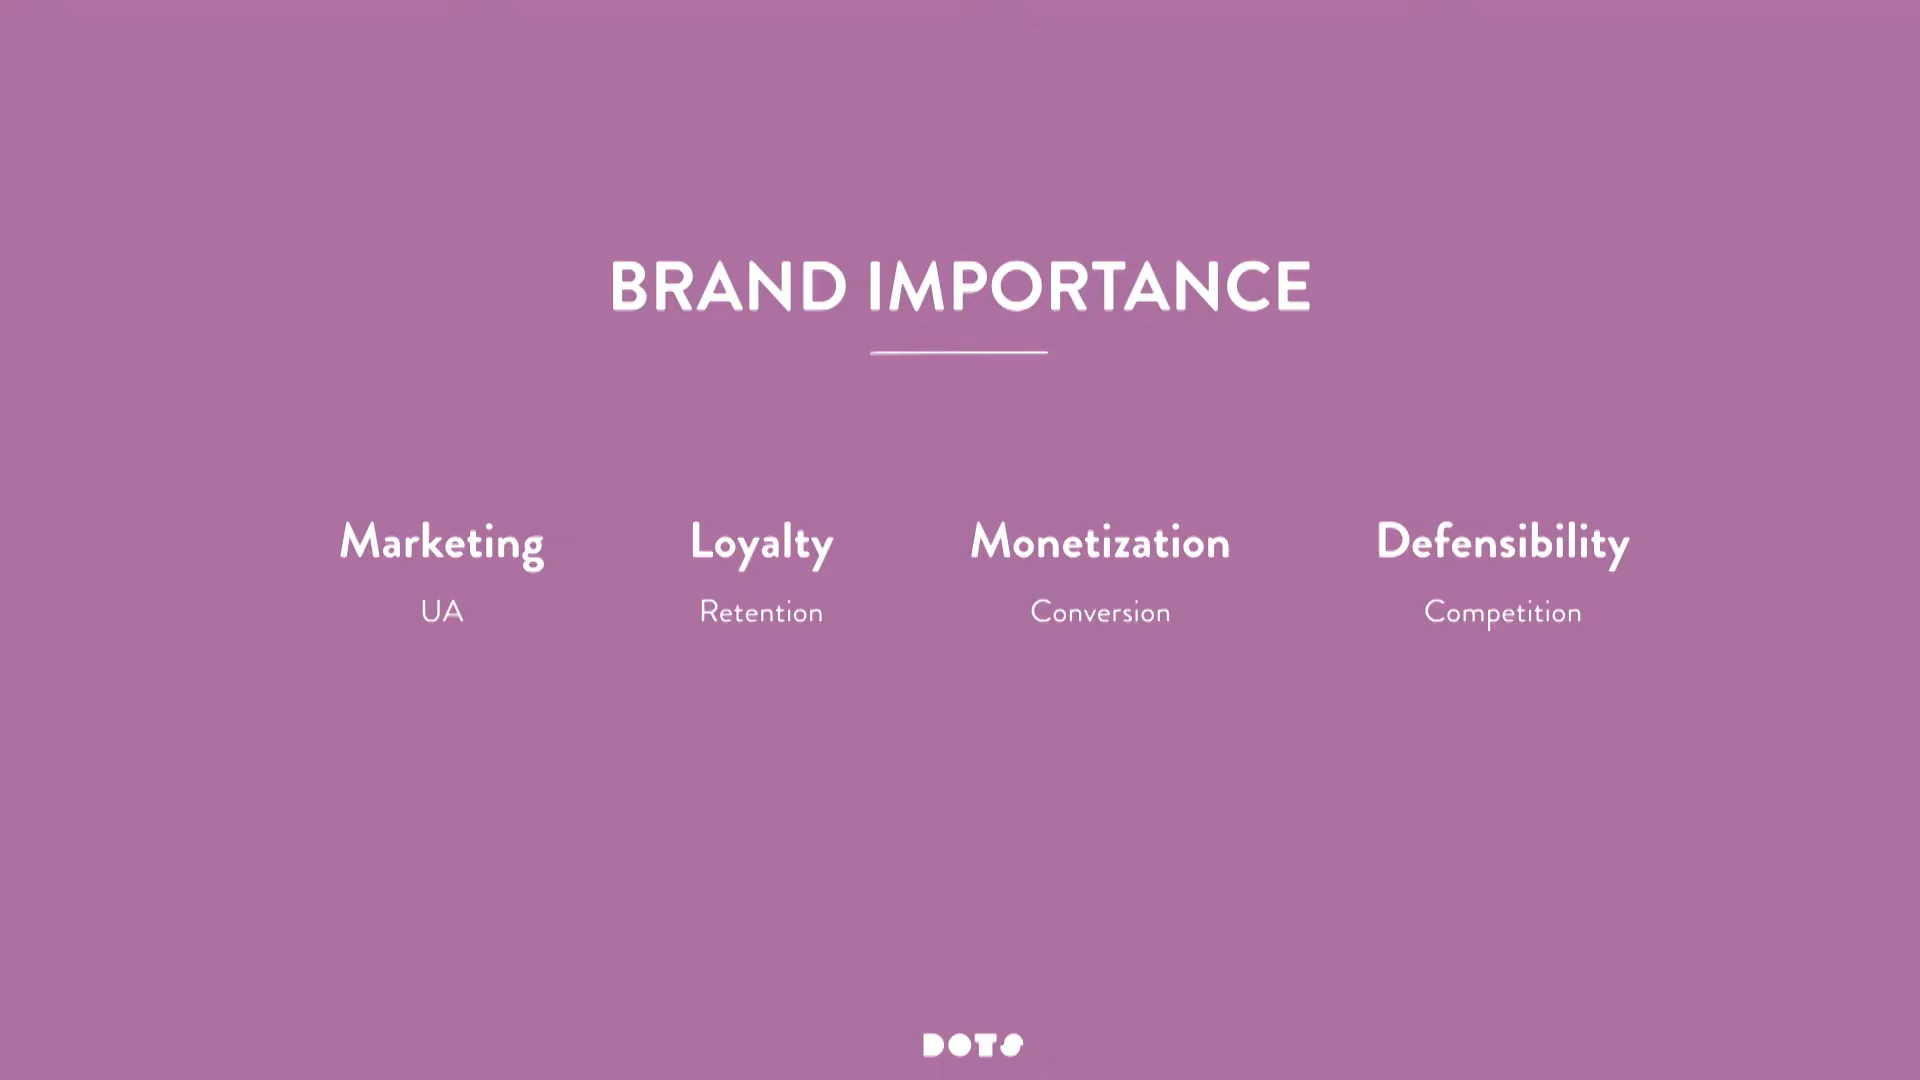 BRAND IMPORTANCE
Marketing Loyalty Monetization Defensibility
UA Retention Conversion Competition
DOTS